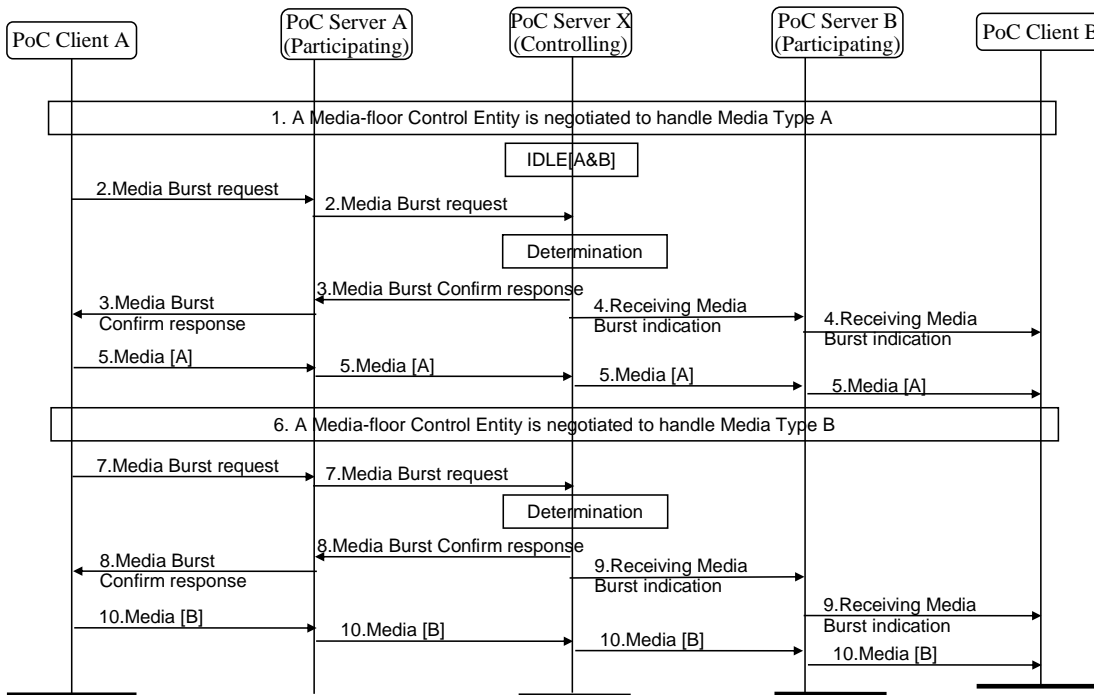 PoC Client A
PoC Server A
(Participating)
PoC Server X
(Controlling)
PoC Server B
(Participating)
PoC Client B
1. A Media-floor Control Entity is negotiated to handle Media Type A
IDLE[A&B]
2.Media Burst request
2.Media Burst request
Determination
3.Media Burst Confirm response
3.Media Burst
Confirm response
4.Receiving Media
Burst indication
4.Receiving Media
Burst indication
5.Media [A]
5.Media [A]
5.Media [A]
5.Media [A]
6. A Media-floor Control Entity is negotiated to handle Media Type B
7.Media Burst request
7.Media Burst request
Determination
8.Media Burst Confirm response
8.Media Burst
Confirm response
9.Receiving Media
Burst indication
9.Receiving Media
Burst indication
10.Media [B]
10.Media [B]
10.Media [B]
10.Media [B]